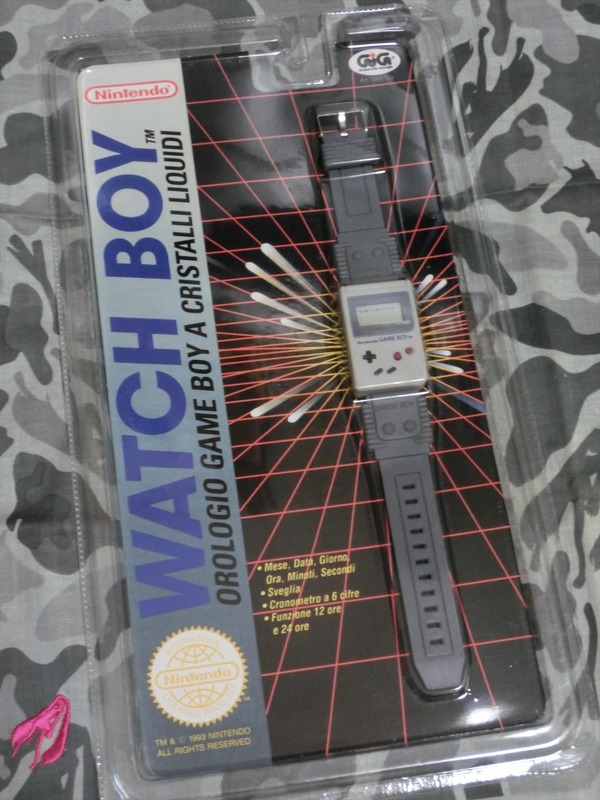 Nintendo®
GiG
WATCH BOY™
OROLOGIO GAME BOY A CRISTALLI LIQUIDI
Nintendo GAME BOY
• Mese, Data, Giorno,
Ora, Minuti, Secondi
• Sveglia
• Cronometro a 6 cifre
• Funzione 12 ore
e 24 ore
Nintendo
TM & © 1993 NINTENDO
ALL RIGHTS RESERVED